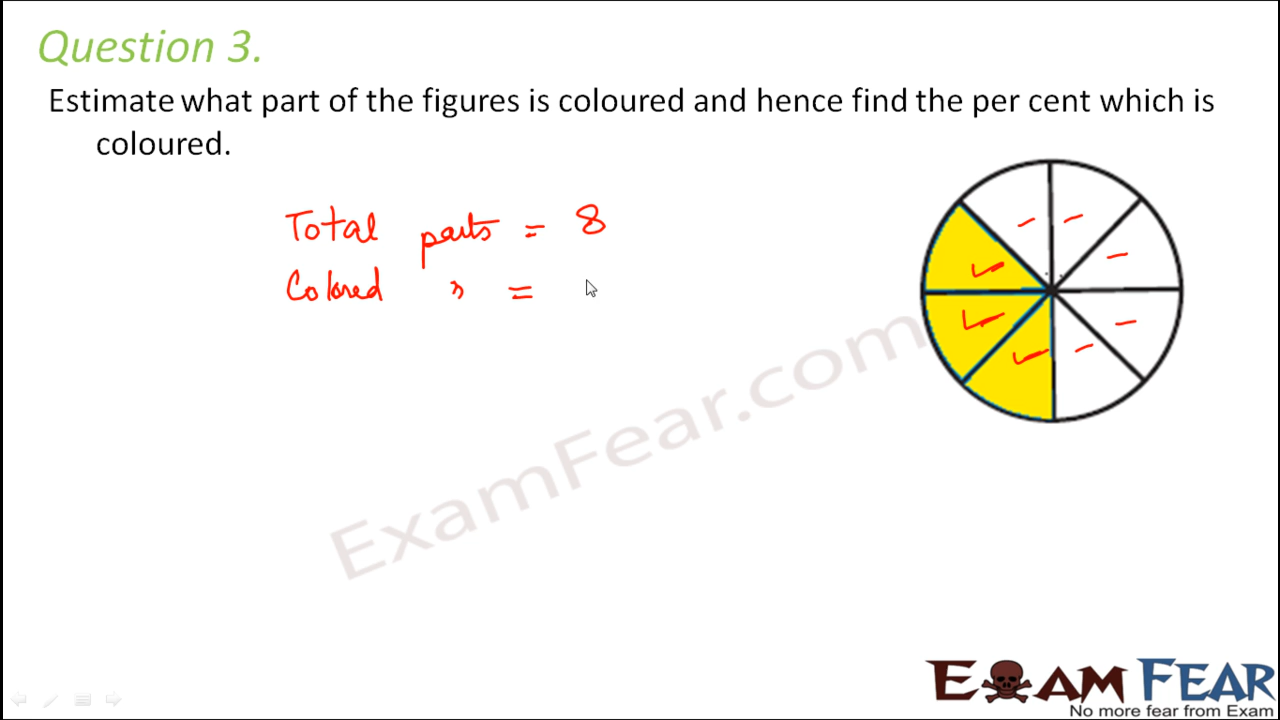 Question 3.
Estimate what part of the figures is coloured and hence find the per cent which is
coloured.
Total parts = 8
Colored " =
ExamFear.com
EXAM FEAR
No more fear from Exam